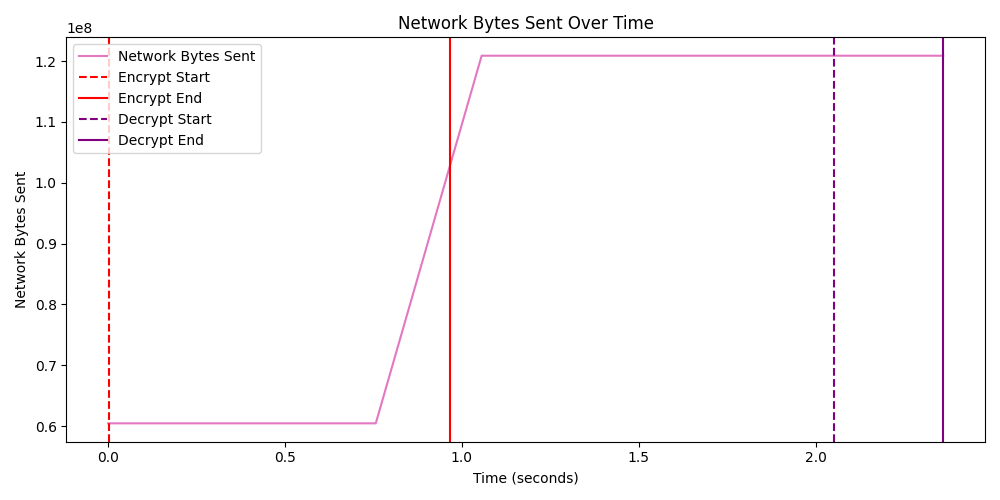 Network Bytes Sent Over Time
1e8
Network Bytes Sent
Encrypt Start
Encrypt End
Decrypt Start
Decrypt End
1.2
1.1
1.0
0.9
0.8
0.7
0.6
Network Bytes Sent
0.0
0.5
1.0
1.5
2.0
Time (seconds)